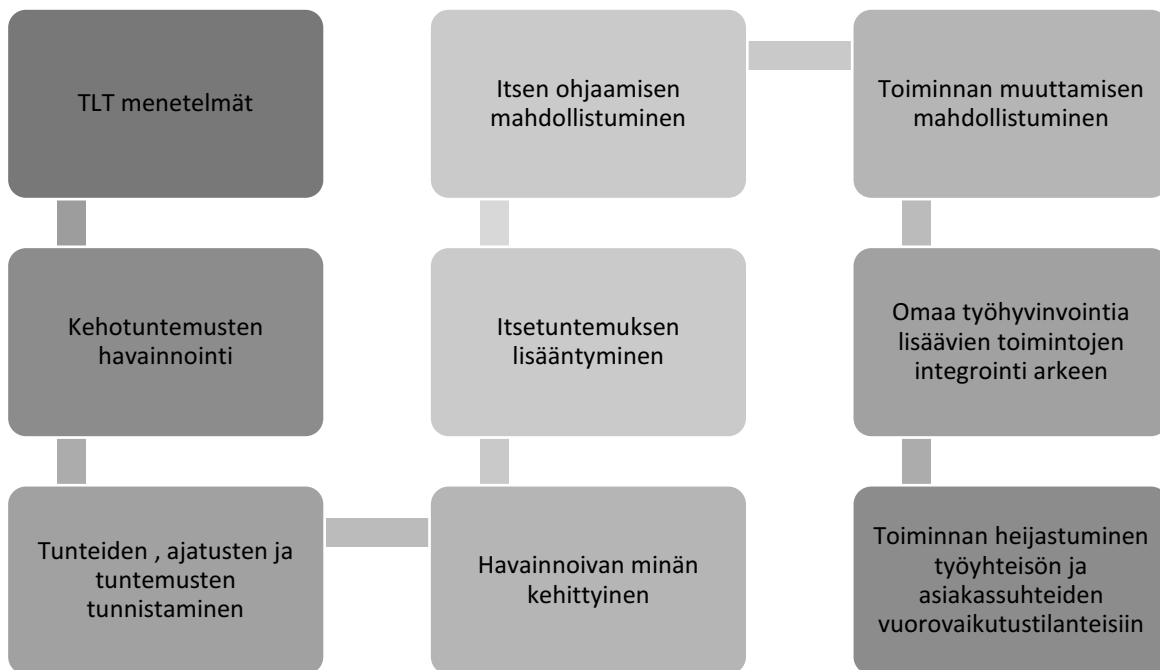 TLT menetelmät
Kehotuntemusten
havainnointi
Tunteiden , ajatusten ja
tuntemusten
tunnistaminen
Havainnoivan minän
kehittyinen
Itsetuntemuksen
lisääntyminen
Itsen ohjaamisen
mahdollistuminen
Toiminnan muuttamisen
mahdollistuminen
Omaa työhyvinvointia
lisäävien toimintojen
integrointi arkeen
Toiminnan heijastuminen
työyhteisön ja
asiakassuhteiden
vuorovaikutustilanteisiin